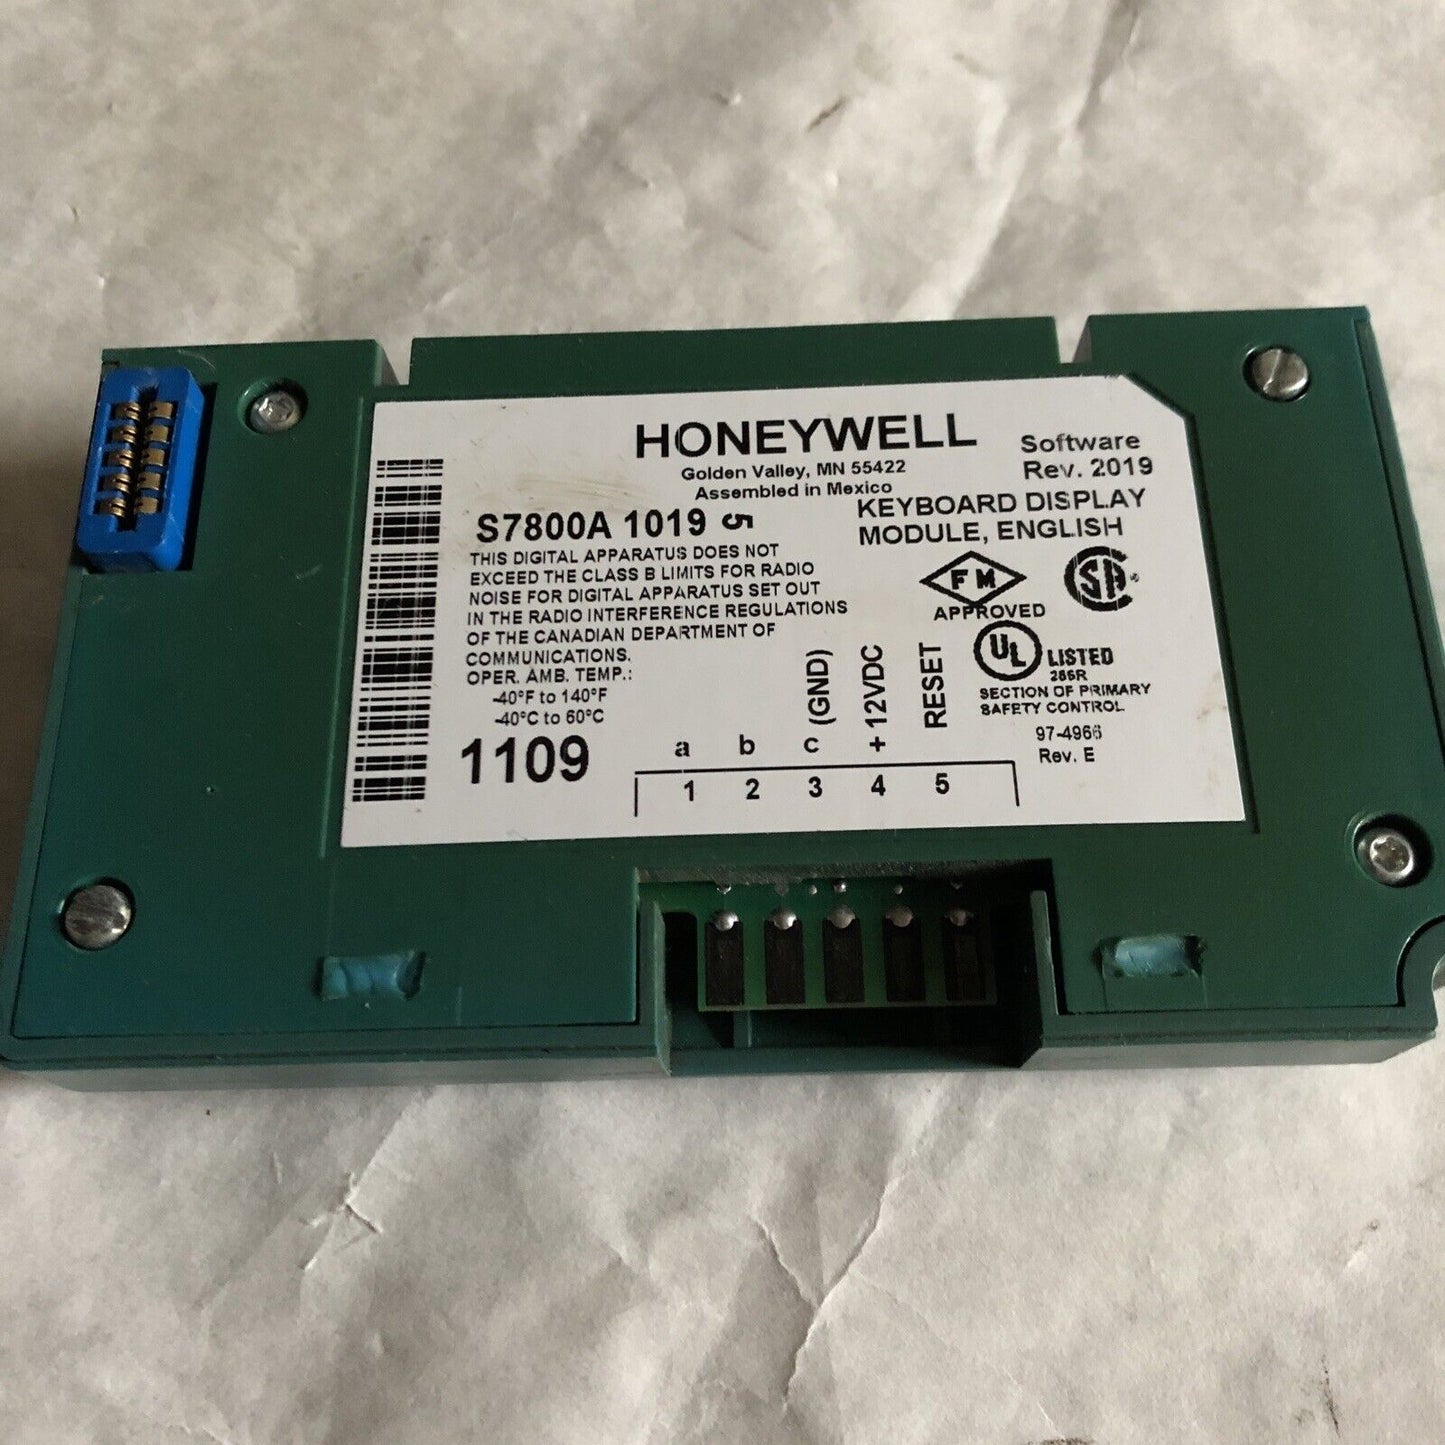 HONEYWELL
Golden Valley, MN 55422
Assembled in Mexico
Software
Rev. 2019
S7800A 1019 5
KEYBOARD DISPLAY
MODULE, ENGLISH
THIS DIGITAL APPARATUS DOES NOT
EXCEED THE CLASS B LIMITS FOR RADIO
NOISE FOR DIGITAL APPARATUS SET OUT
IN THE RADIO INTERFERENCE REGULATIONS
OF THE CANADIAN DEPARTMENT OF
COMMUNICATIONS.
OPER. AMB. TEMP.:
-40°F to 140°F
-40°C to 60°C
1109
FM
APPROVED
SA
UL
LISTED
265R
SECTION OF PRIMARY
SAFETY CONTROL
97-4966
Rev. E
(GND)
+12VDC
RESET
a b c
1 2 3 4 5